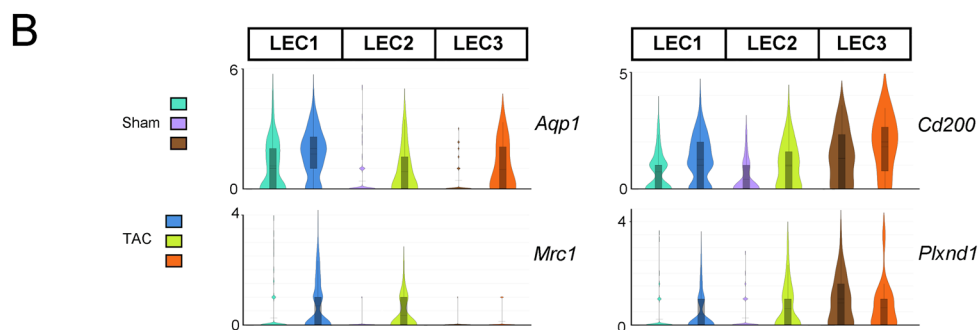 B
LEC1 LEC2 LEC3
LEC1 LEC2 LEC3
6
0
Aqp1
5
0
Cd200
Sham
TAC
4
0
Mrc1
4
0
Plxnd1